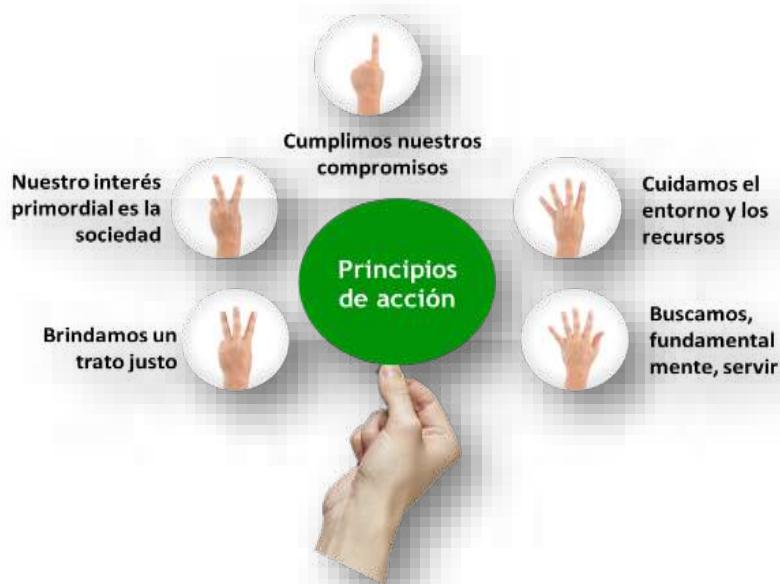 Cumplimos nuestros
compromisos
Nuestro interés
primordial es la
sociedad
Cuidamos el
entorno y los
recursos
Principios
de acción
Brindamos un
trato justo
Buscamos,
fundamental
mente, servir